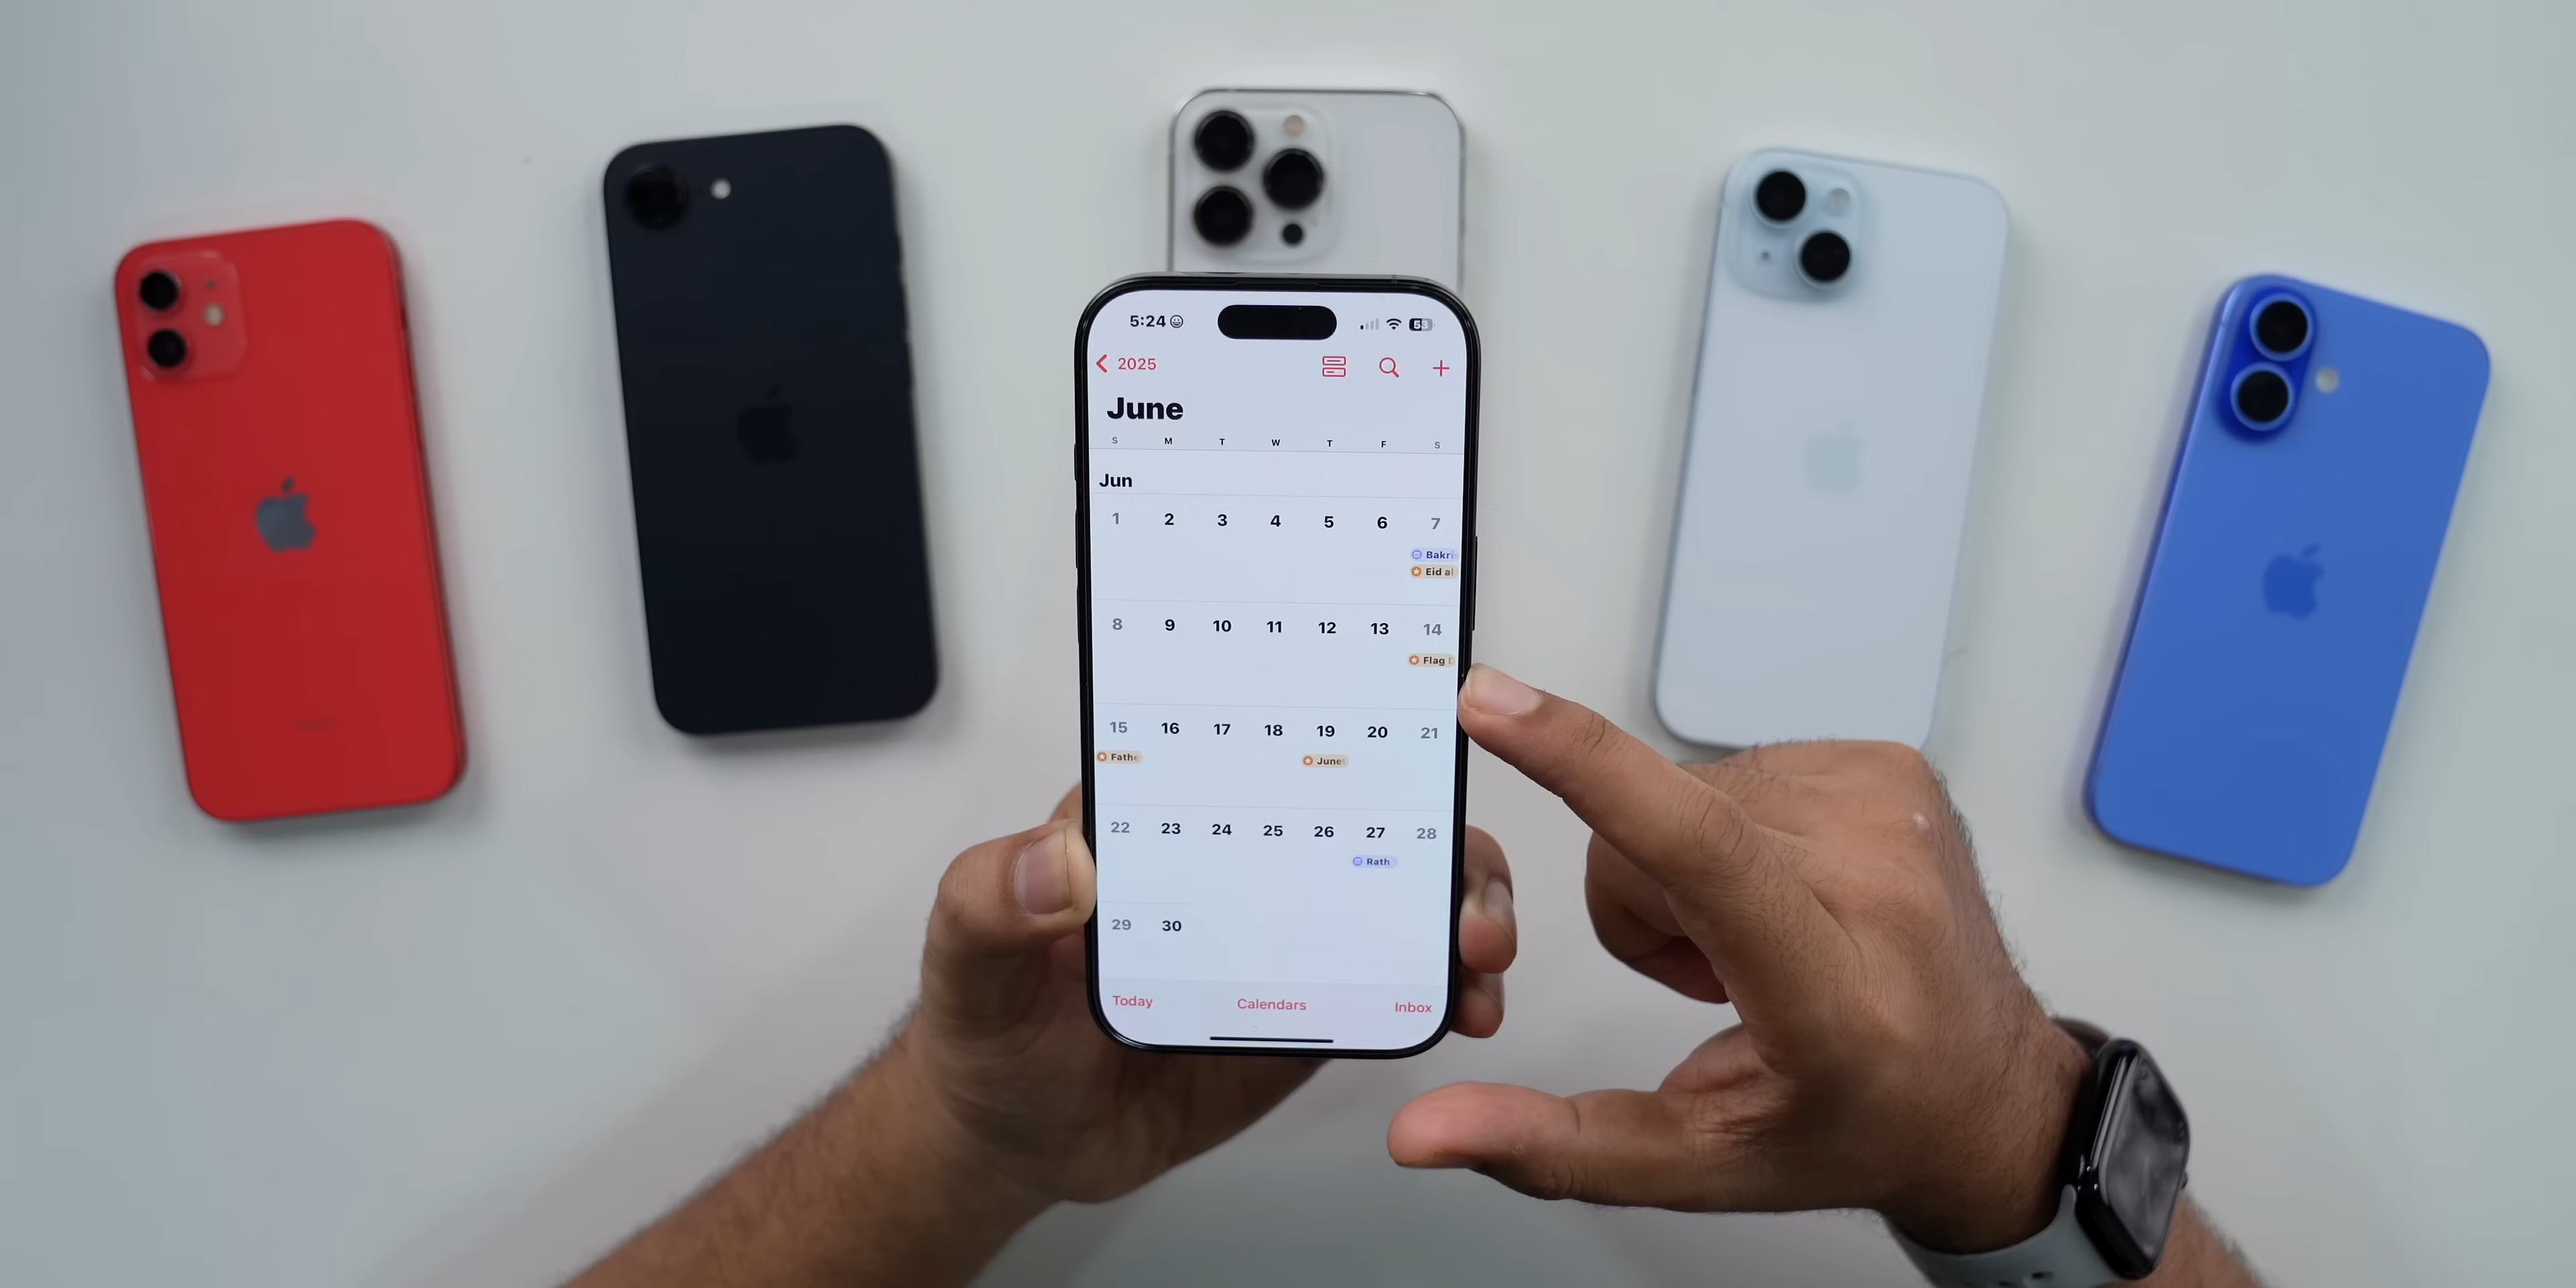 5:24 53
2025
June
S M T W T F S
Jun
1 2 3 4 5 6 7
Bakri
Eid al
8 9 10 11 12 13 14
Flag D
15 16 17 18 19 20 21
Fathe Junet
22 23 24 25 26 27 28
Rath
29 30
Today Calendars Inbox